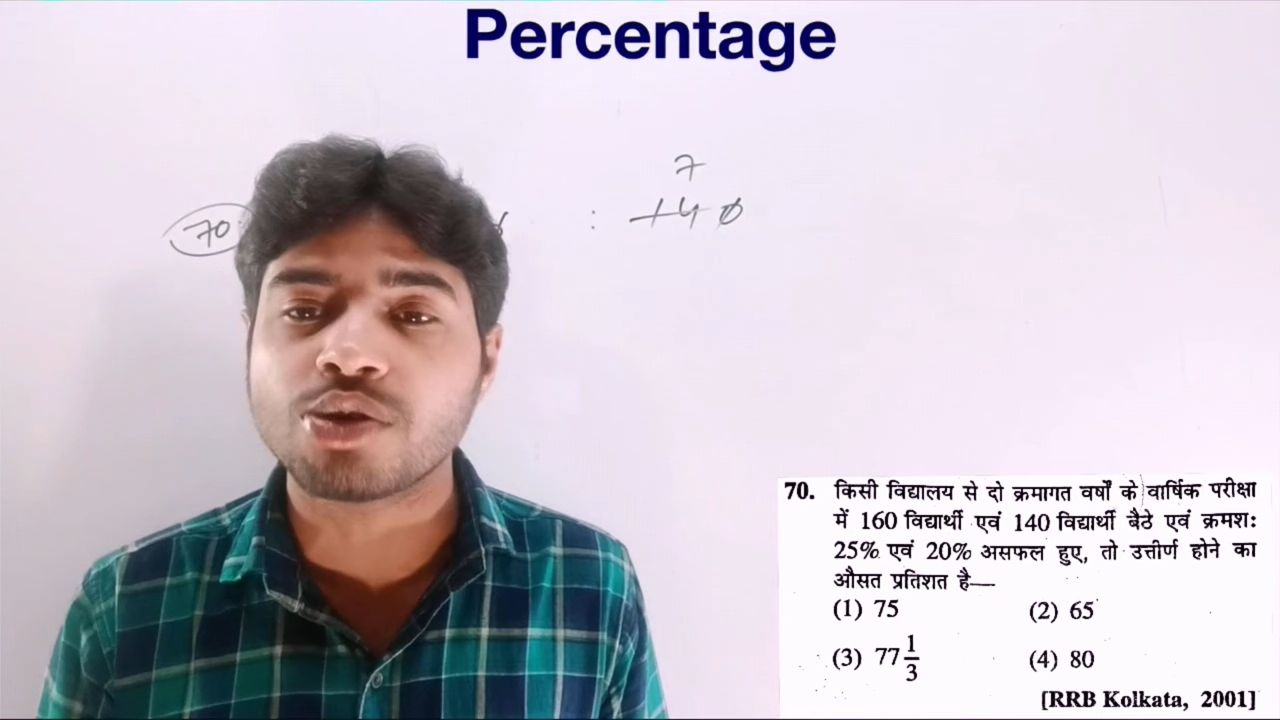 Percentage
7
70 : 140
70. किसी विद्यालय से दो क्रमागत वर्षों के वार्षिक परीक्षा
में 160 विद्यार्थी एवं 140 विद्यार्थी बैठे एवं क्रमशः
25% एवं 20% असफल हुए, तो उत्तीर्ण होने का
औसत प्रतिशत है—
(1) 75 (2) 65
(3) 77 1/3 (4) 80
[RRB Kolkata, 2001]